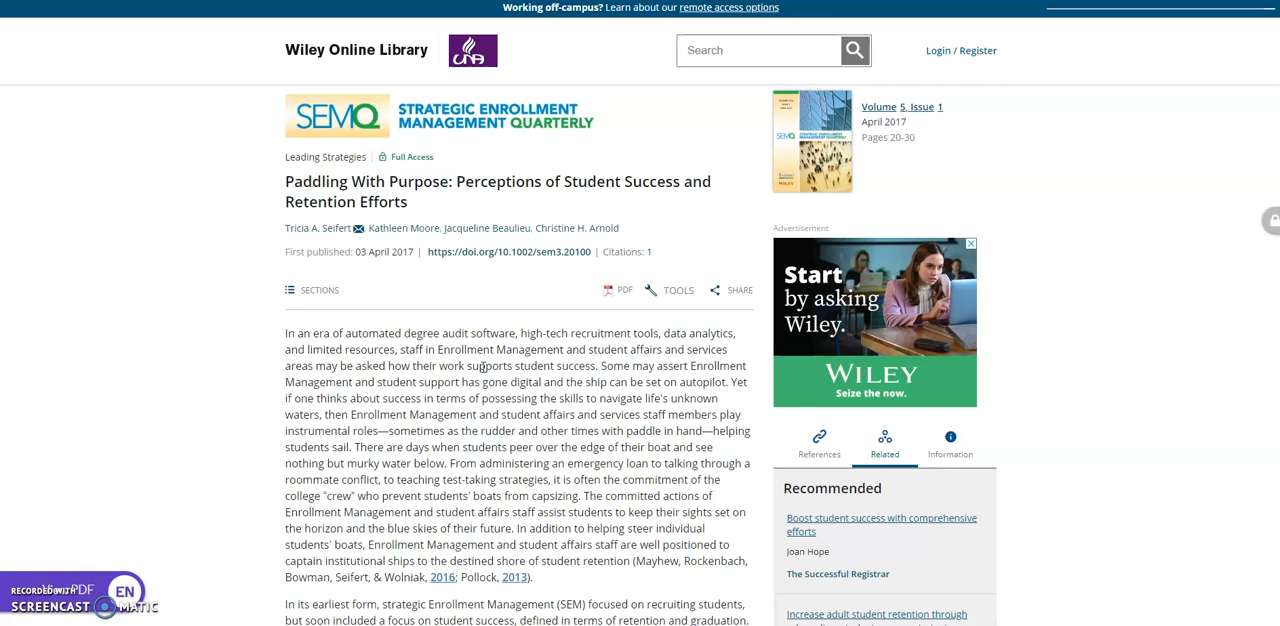 Working off-campus? Learn about our remote access options
Wiley Online Library
UNA
Search
Login / Register
SEMQ STRATEGIC ENROLLMENT
MANAGEMENT QUARTERLY
Volume 5, Issue 1
April 2017
Pages 20-30
Leading Strategies
Full Access
Paddling With Purpose: Perceptions of Student Success and
Retention Efforts
Tricia A. Seifert, Kathleen Moore, Jacqueline Beaulieu, Christine H. Arnold
First published: 03 April 2017 | https://doi.org/10.1002/sem3.20100 | Citations: 1
SECTIONS
PDF
TOOLS
SHARE
In an era of automated degree audit software, high-tech recruitment tools, data analytics,
and limited resources, staff in Enrollment Management and student affairs and services
areas may be asked how their work supports student success. Some may assert Enrollment
Management and student support has gone digital and the ship can be set on autopilot. Yet
if one thinks about success in terms of possessing the skills to navigate life's unknown
waters, then Enrollment Management and student affairs and services staff members play
instrumental roles—sometimes as the rudder and other times with paddle in hand—helping
students sail. There are days when students peer over the edge of their boat and see
nothing but murky water below. From administering an emergency loan to talking through a
roommate conflict, to teaching test-taking strategies, it is often the commitment of the
college “crew” who prevent students' boats from capsizing. The committed actions of
Enrollment Management and student affairs staff assist students to keep their sights set on
the horizon and the blue skies of their future. In addition to helping steer individual
students' boats, Enrollment Management and student affairs staff are well positioned to
captain institutional ships to the destined shore of student retention (Mayhew, Rockenbach,
Bowman, Seifert, & Wolniak, 2016; Pollock, 2013).
In its earliest form, strategic Enrollment Management (SEM) focused on recruiting students,
but soon included a focus on student success, defined in terms of retention and graduation.
Advertisement
Start
by asking
Wiley.
WILEY
Seize the now.
References
Related
Information
Recommended
Boost student success with comprehensive
efforts
Joan Hope
The Successful Registrar
Increase adult student retention through
RECORDED WITH
PDF
EN
SCREENCAST MATIC